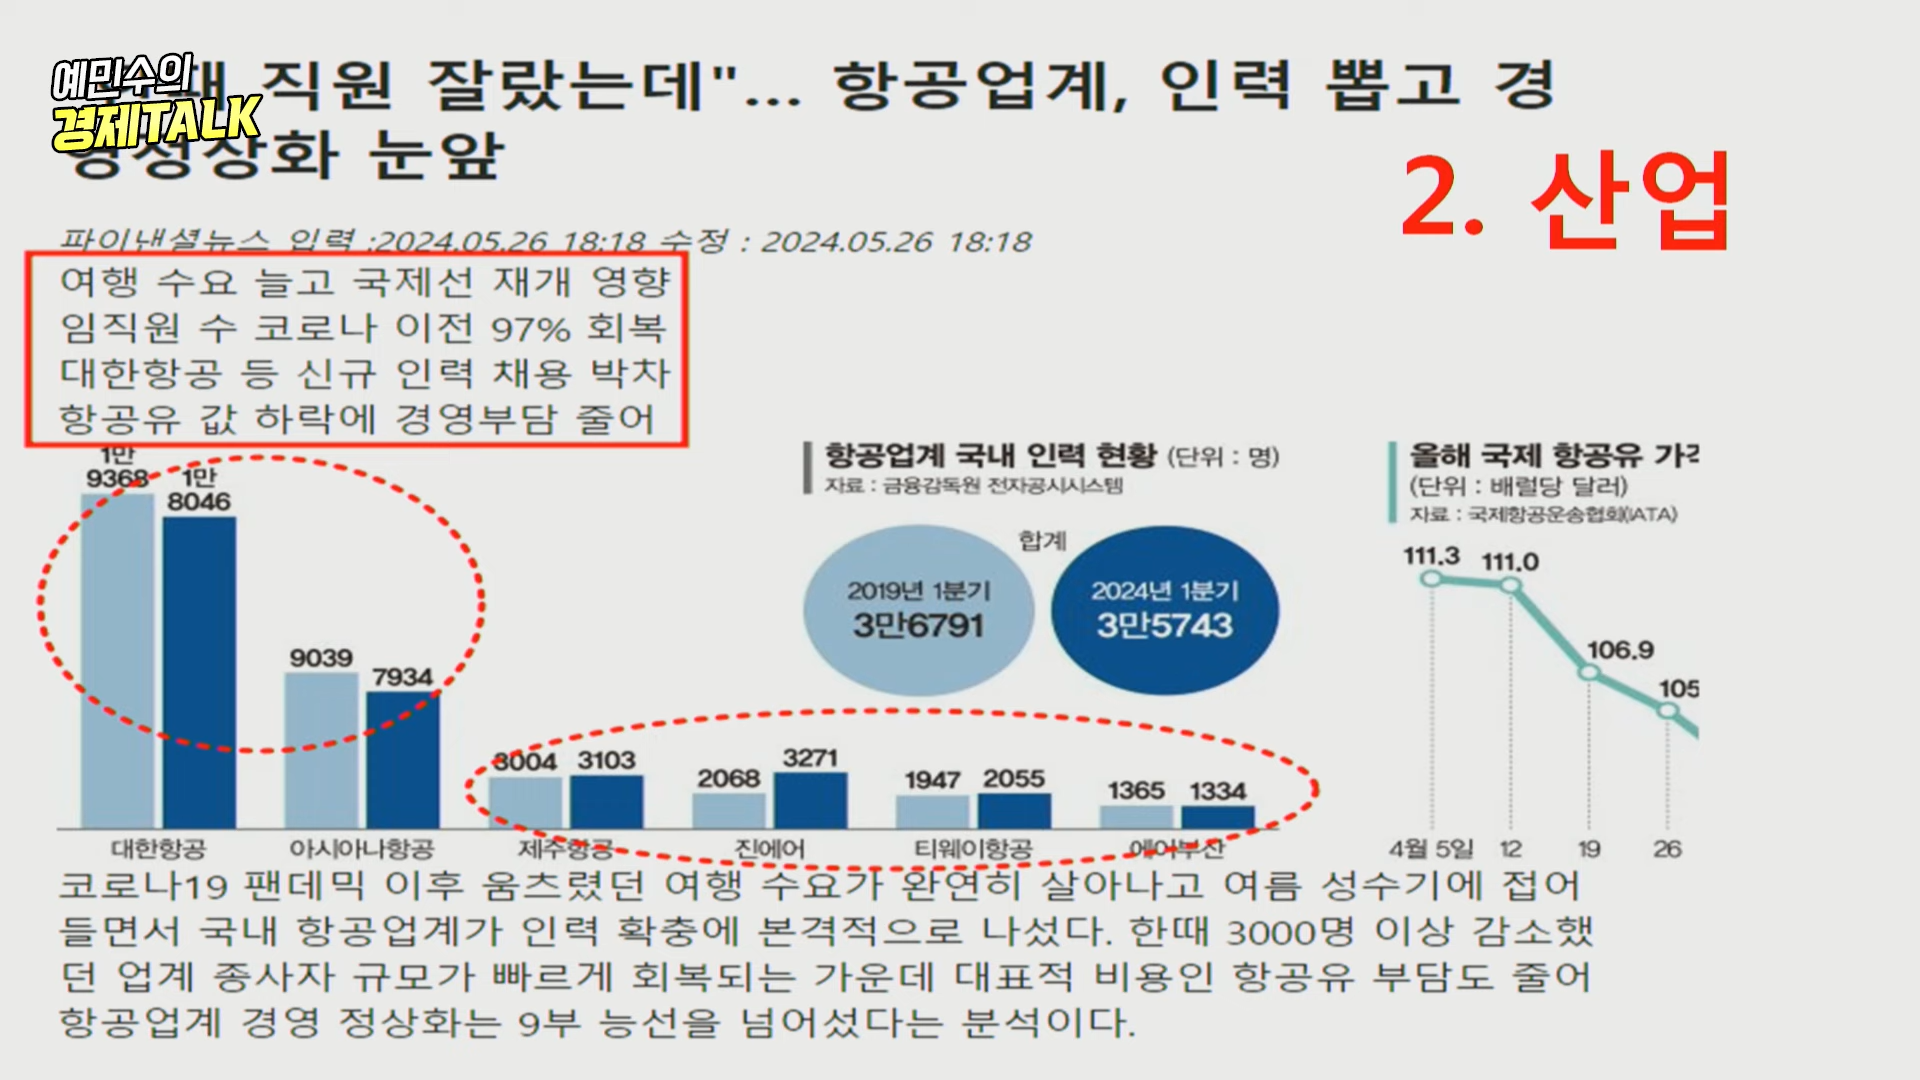 예민수의
경제TALK
직원 잘랐는데"... 항공업계, 인력 뽑고 경
영정상화 눈앞
2. 산업
파이낸셜뉴스 입력 :2024.05.26 18:18 수정 : 2024.05.26 18:18
여행 수요 늘고 국제선 재개 영향
임직원 수 코로나 이전 97% 회복
대한항공 등 신규 인력 채용 박차
항공유 값 하락에 경영부담 줄어
1만
9368
1만
8046
9039
7934
3004
3103
2068
3271
1947
2055
1365
1334
대한항공
아시아나항공
제주항공
진에어
티웨이항공
에어부산
항공업계 국내 인력 현황 (단위 : 명)
자료 : 금융감독원 전자공시시스템
합계
2019년 1분기
3만6791
2024년 1분기
3만5743
올해 국제 항공유
(단위 : 배럴당 달러)
자료 : 국제항공운송협회(IATA)
111.3
111.0
106.9
105
4월 5일
12
19
26
코로나19 팬데믹 이후 움츠렸던 여행 수요가 완연히 살아나고 여름 성수기에 접어
들면서 국내 항공업계가 인력 확충에 본격적으로 나섰다. 한때 3000명 이상 감소했
던 업계 종사자 규모가 빠르게 회복되는 가운데 대표적 비용인 항공유 부담도 줄어
항공업계 경영 정상화는 9부 능선을 넘어섰다는 분석이다.